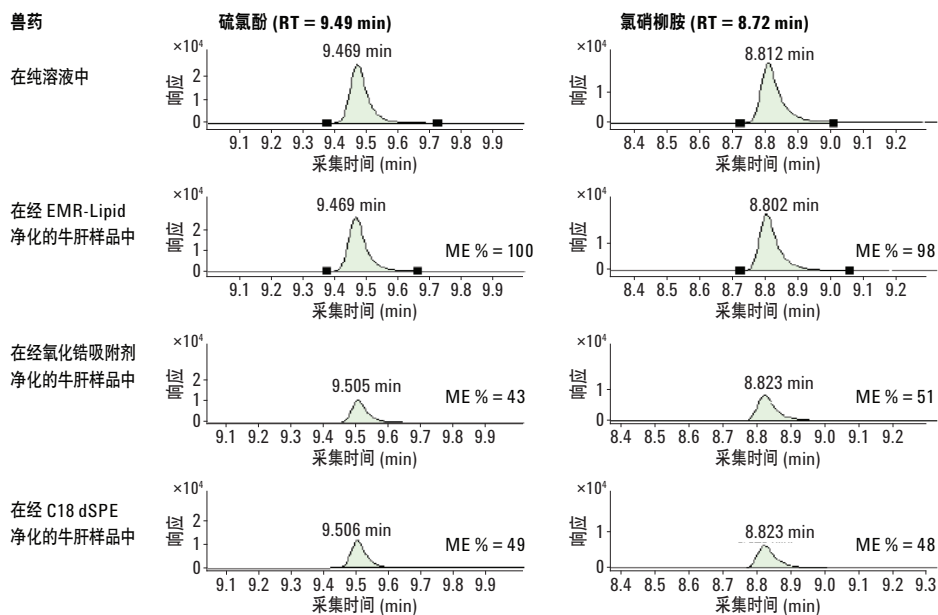 兽药 硫氯酚 (RT = 9.49 min) 氯硝柳胺 (RT = 8.72 min)
在纯溶液中
×10⁴ 9.469 min
响应
2
1
0
9.1 9.2 9.3 9.4 9.5 9.6 9.7 9.8 9.9
采集时间 (min)
×10⁴ 8.812 min
响应
1
0
8.4 8.5 8.6 8.7 8.8 8.9 9.0 9.1 9.2
采集时间 (min)
在经 EMR-Lipid
净化的牛肝样品中
×10⁴ 9.469 min
响应
2
1
0
ME % = 100
9.1 9.2 9.3 9.4 9.5 9.6 9.7 9.8 9.9
采集时间 (min)
×10⁴ 8.802 min
响应
1
0
ME % = 98
8.4 8.5 8.6 8.7 8.8 8.9 9.0 9.1 9.2
采集时间 (min)
在经氧化锆吸附剂
净化的牛肝样品中
×10⁴
响应
2
1
0
9.505 min
ME % = 43
9.1 9.2 9.3 9.4 9.5 9.6 9.7 9.8 9.9
采集时间 (min)
×10⁴
响应
1
0
8.823 min
ME % = 51
8.4 8.5 8.6 8.7 8.8 8.9 9.0 9.1 9.2
采集时间 (min)
在经 C18 dSPE
净化的牛肝样品中
×10⁴
响应
2
1
0
9.506 min
ME % = 49
9.1 9.2 9.3 9.4 9.5 9.6 9.7 9.8 9.9
采集时间 (min)
×10⁴
响应
1
0
8.823 min
ME % = 48
8.4 8.5 8.6 8.7 8.8 8.9 9.0 9.1 9.2 9.3
采集时间 (min)